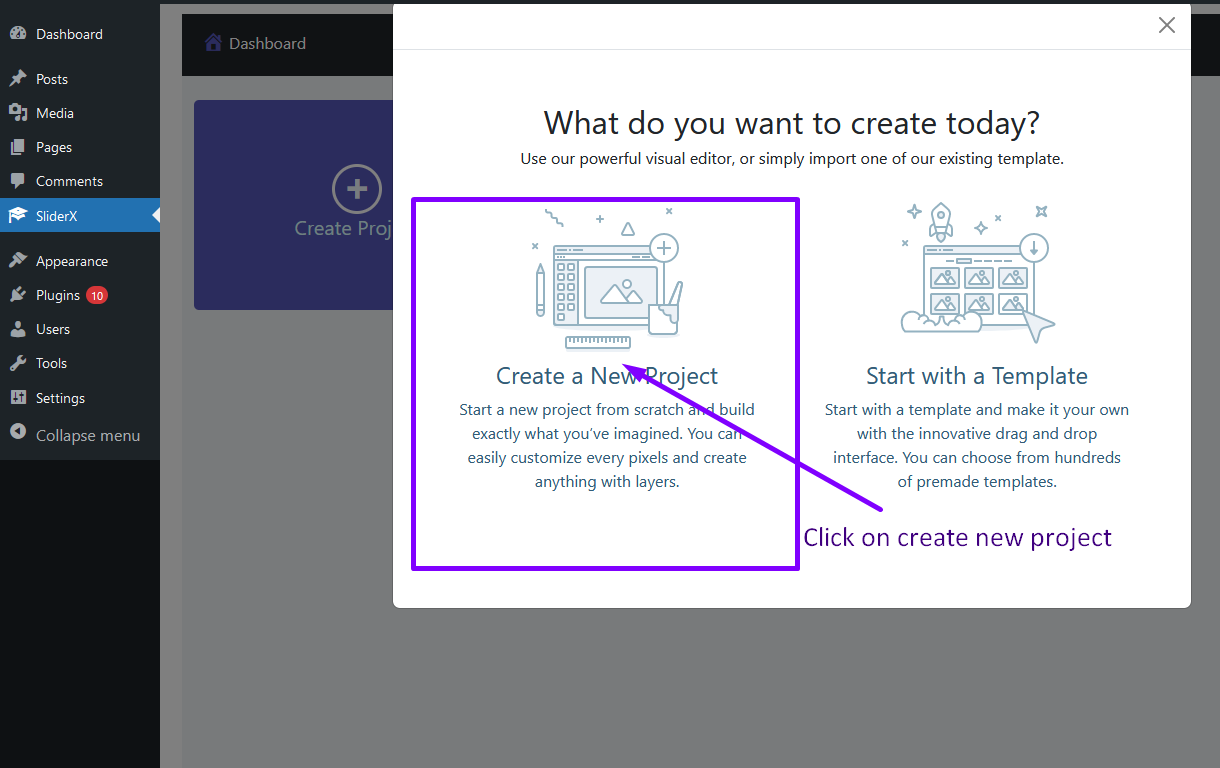 Dashboard
Posts
Media
Pages
Comments
SliderX
Appearance
Plugins 10
Users
Tools
Settings
Collapse menu
Dashboard
Create Proj
What do you want to create today?
Use our powerful visual editor, or simply import one of our existing template.
Create a New Project
Start a new project from scratch and build
exactly what you’ve imagined. You can
easily customize every pixels and create
anything with layers.
Start with a Template
Start with a template and make it your own
with the innovative drag and drop
interface. You can choose from hundreds
of premade templates.
Click on create new project